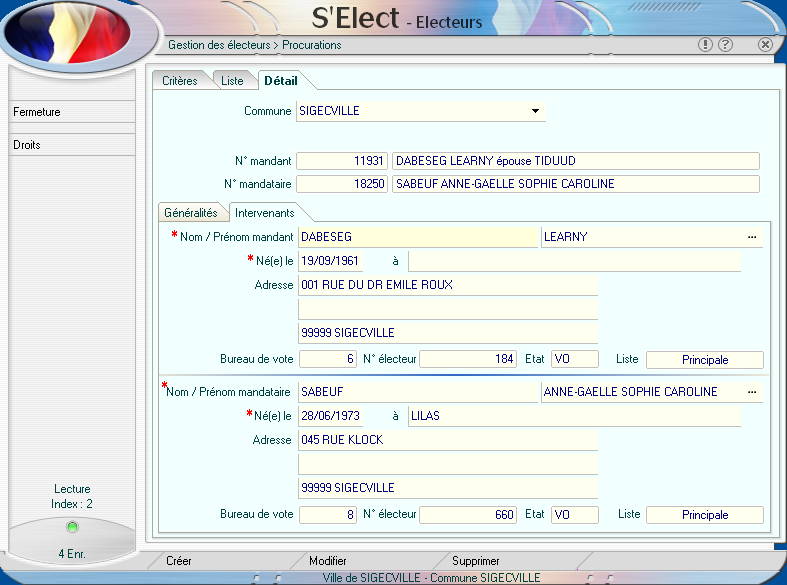 S'Elect - Electeurs
Gestion des électeurs > Procurations
! ?
Critères Liste Détail
Fermeture
Droits
Commune SIGECVILLE
N° mandant 11931 DABESEG LEARNY épouse TIDUUD
N° mandataire 18250 SABEUF ANNE-GAELLE SOPHIE CAROLINE
Généralités Intervenants
* Nom / Prénom mandant DABESEG LEARNY ...
* Né(e) le 19/09/1961 à
Adresse 001 RUE DU DR EMILE ROUX
99999 SIGECVILLE
Bureau de vote 6 N° électeur 184 Etat VO Liste Principale
* Nom / Prénom mandataire SABEUF ANNE-GAELLE SOPHIE CAROLINE ...
* Né(e) le 28/06/1973 à LILAS
Adresse 045 RUE KLOCK
99999 SIGECVILLE
Bureau de vote 8 N° électeur 660 Etat VO Liste Principale
Lecture
Index : 2
4 Enr.
Créer Modifier Supprimer
Ville de SIGECVILLE - Commune SIGECVILLE